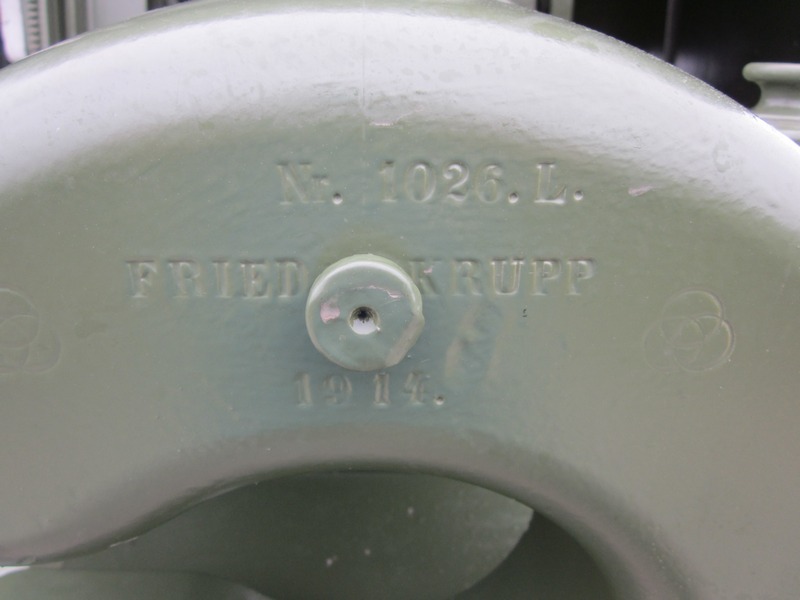 Nr. 1026. L.
FRIED KRUPP
1914.